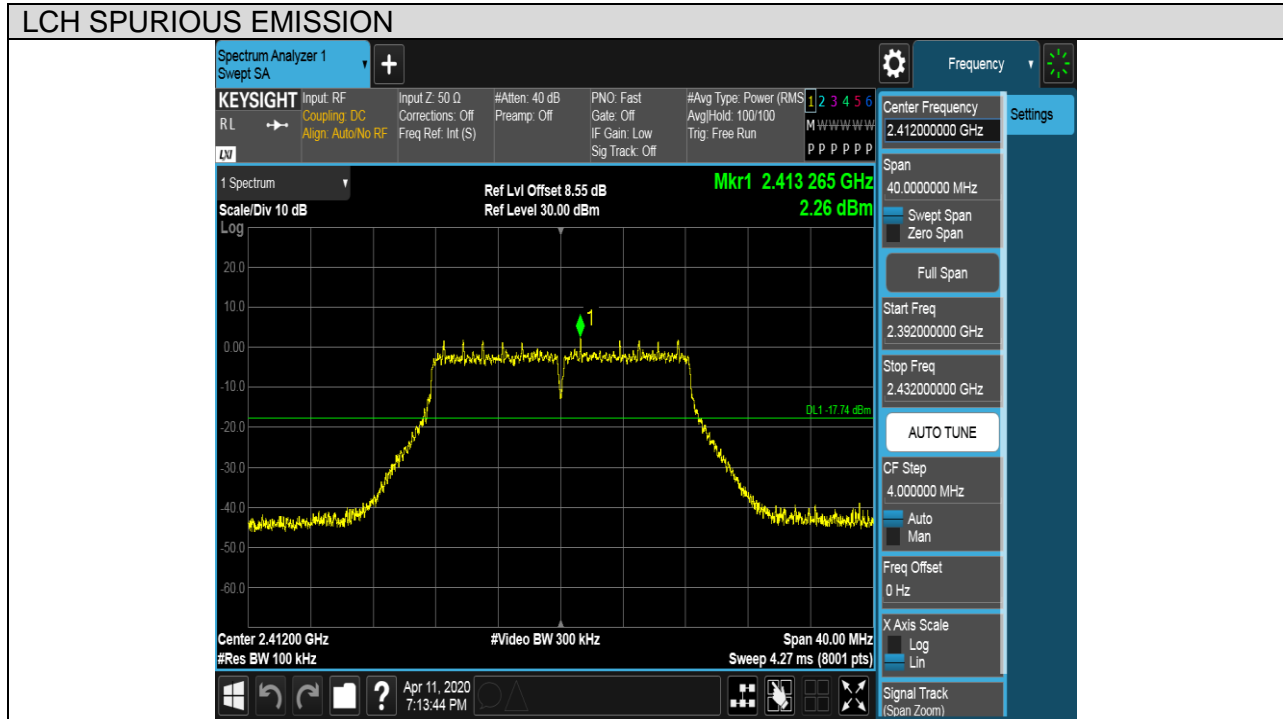 LCH SPURIOUS EMISSION
Spectrum Analyzer 1
Swept SA
+
Frequency
KEYSIGHT
RL
LXI
Input: RF
Coupling: DC
Align: Auto/No RF
Input Z: 50 Ω
Corrections: Off
Freq Ref: Int (S)
#Atten: 40 dB
Preamp: Off
PNO: Fast
Gate: Off
IF Gain: Low
Sig Track: Off
#Avg Type: Power (RMS
Avg|Hold: 100/100
Trig: Free Run
1 2 3 4 5 6
M W W W W W
P P P P P P
1 Spectrum
Scale/Div 10 dB
Ref Lvl Offset 8.55 dB
Ref Level 30.00 dBm
Mkr1 2.413 265 GHz
2.26 dBm
Log
20.0
10.0
0.00
-10.0
-20.0
-30.0
-40.0
-50.0
-60.0
1
DL1 -17.74 dBm
Center 2.41200 GHz
#Res BW 100 kHz
#Video BW 300 kHz
Span 40.00 MHz
Sweep 4.27 ms (8001 pts)
?
Apr 11, 2020
7:13:44 PM
Center Frequency
2.412000000 GHz
Settings
Span
40.0000000 MHz
Swept Span
Zero Span
Full Span
Start Freq
2.392000000 GHz
Stop Freq
2.432000000 GHz
AUTO TUNE
CF Step
4.000000 MHz
Auto
Man
Freq Offset
0 Hz
X Axis Scale
Log
Lin
Signal Track
(Span Zoom)